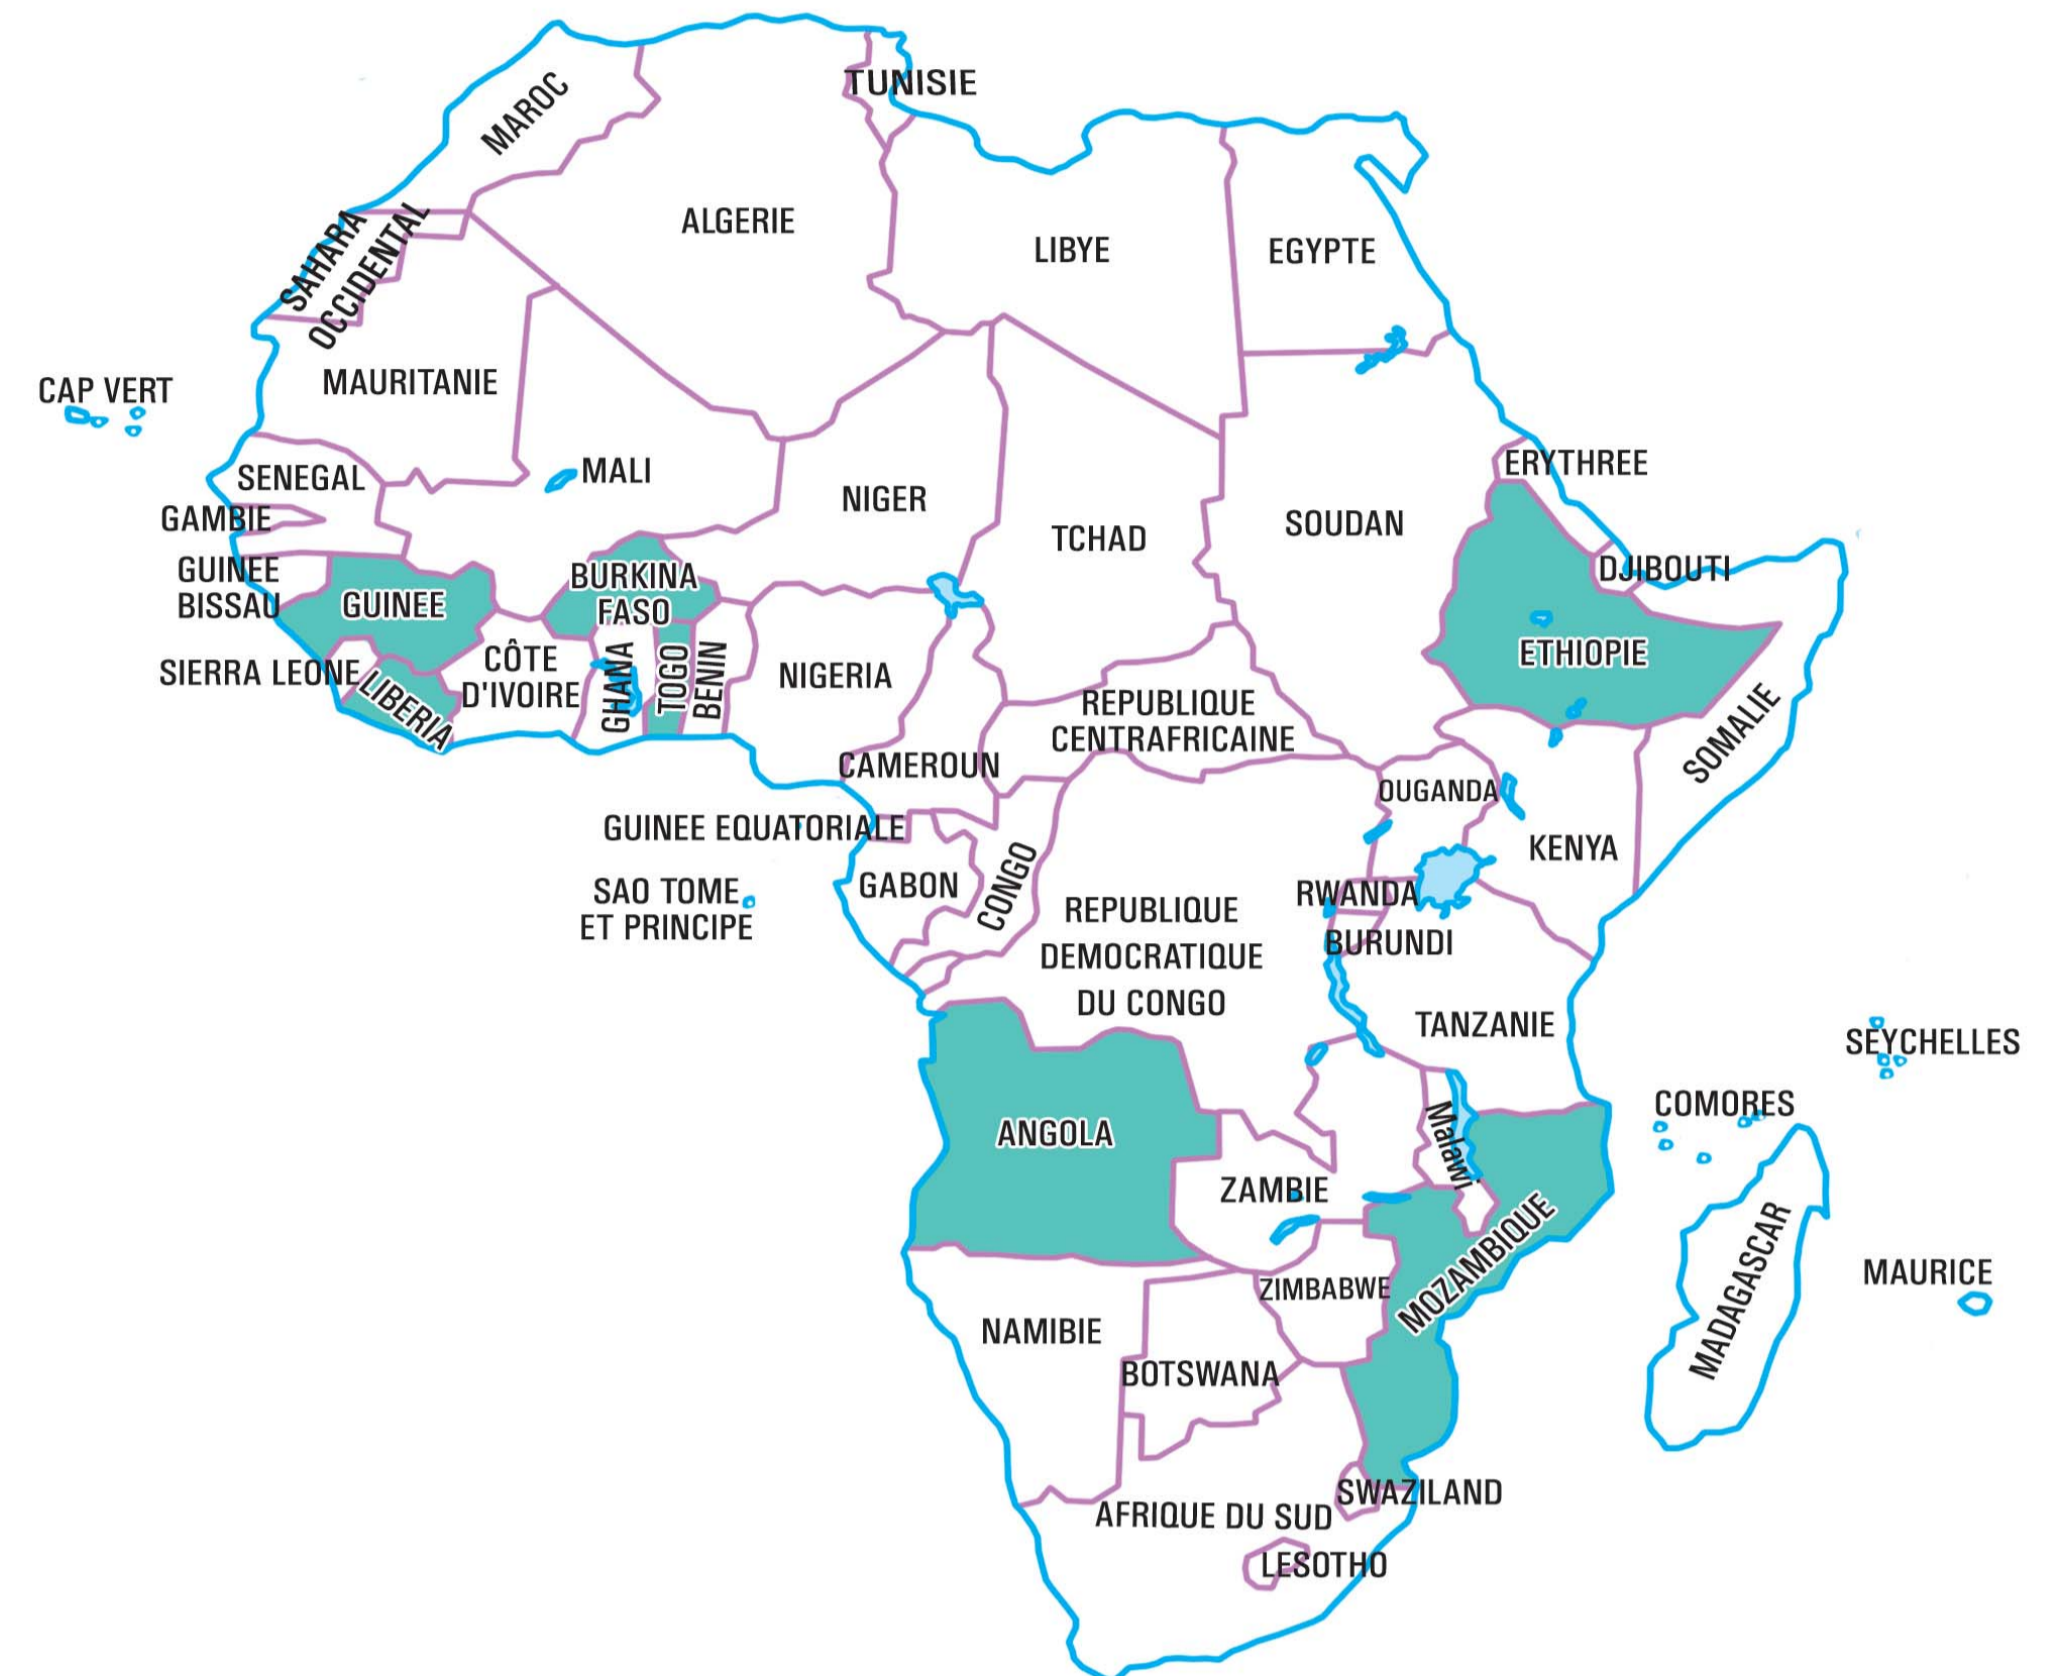 TUNISIE
MAROC
ALGERIE
LIBYE
EGYPTE
SAHARA
OCCIDENTAL
MAURITANIE
CAP VERT
MALI
SENEGAL
NIGER
ERYTHREE
GAMBIE
SOUDAN
TCHAD
GUINEE
BISSAU
GUINEE
BURKINA
FASO
DJIBOUTI
ETHIOPIE
SIERRA LEONE
LIBERIA
CÔTE
D'IVOIRE
GHANA
TOGO
BENIN
NIGERIA
REPUBLIQUE
CENTRAFRICAINE
SOMALIE
CAMEROUN
OUGANDA
GUINEE EQUATORIALE
KENYA
GABON
CONGO
SAO TOME
ET PRINCIPE
RWANDA
REPUBLIQUE
DEMOCRATIQUE
DU CONGO
BURUNDI
TANZANIE
SEYCHELLES
COMORES
ANGOLA
Malawi
ZAMBIE
MOZAMBIQUE
MADAGASCAR
MAURICE
ZIMBABWE
NAMIBIE
BOTSWANA
SWAZILAND
AFRIQUE DU SUD
LESOTHO